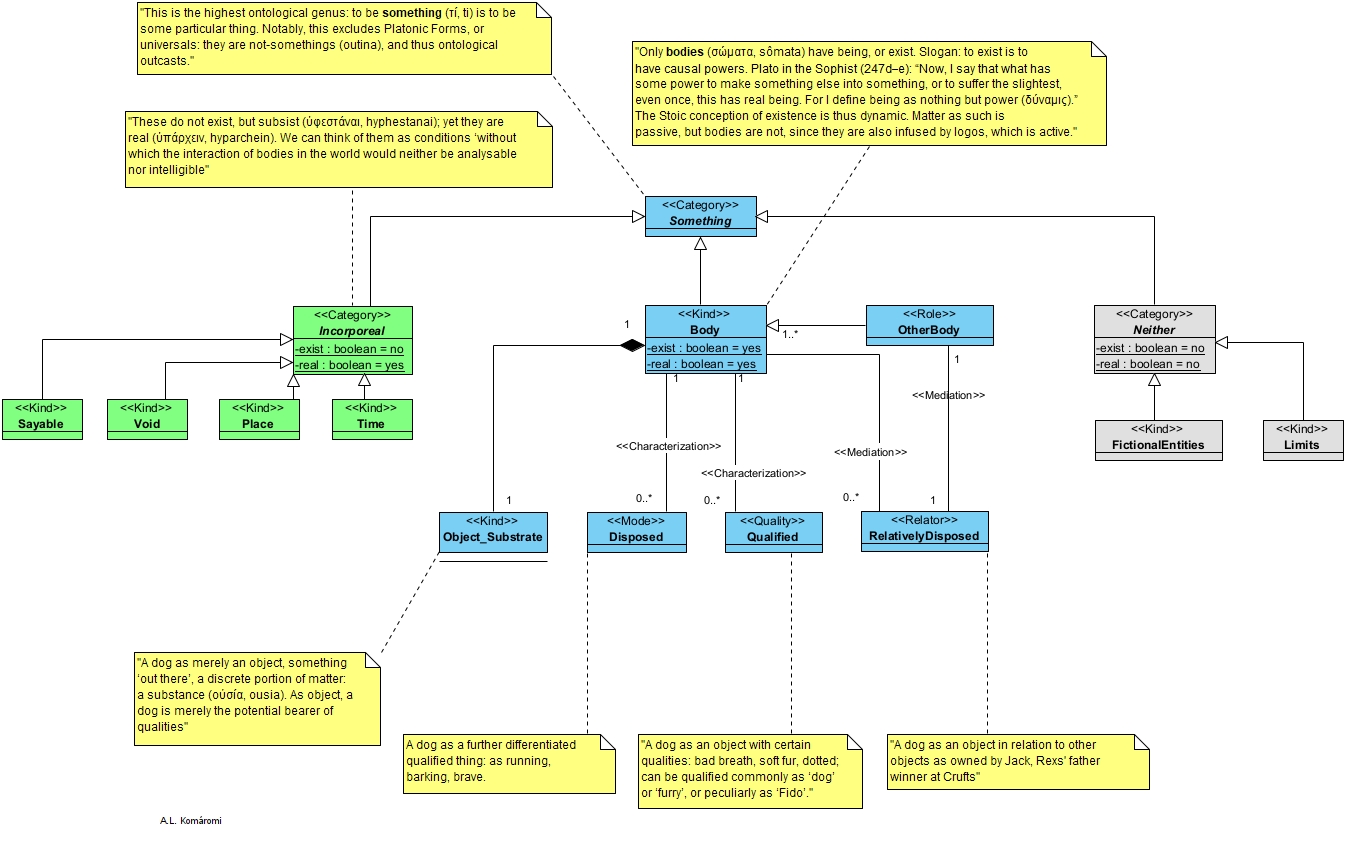 "This is the highest ontological genus: to be something (τί, ti) is to be
some particular thing. Notably, this excludes Platonic Forms, or
universals: they are not-somethings (outina), and thus ontological
outcasts."
"Only bodies (σώματα, sômata) have being, or exist. Slogan: to exist is to
have causal powers. Plato in the Sophist (247d–e): “Now, I say that what has
some power to make something else into something, or to suffer the slightest,
even once, this has real being. For I define being as nothing but power (δύναμις).”
The Stoic conception of existence is thus dynamic. Matter as such is
passive, but bodies are not, since they are also infused by logos, which is active."
"These do not exist, but subsist (ὑφεστάναι, hyphestanai); yet they are
real (ὑπάρχειν, hyparchein). We can think of them as conditions ‘without
which the interaction of bodies in the world would neither be analysable
nor intelligible"
<<Category>>
Something
<<Category>>
Incorporeal
-exist : boolean = no
-real : boolean = yes
1
<<Kind>>
Body
-exist : boolean = yes
-real : boolean = yes
1..*
<<Role>>
OtherBody
<<Category>>
Neither
-exist : boolean = no
-real : boolean = no
1
1
1
<<Mediation>>
<<Kind>>
Sayable
<<Kind>>
Void
<<Kind>>
Place
<<Kind>>
Time
<<Kind>>
FictionalEntities
<<Kind>>
Limits
<<Characterization>>
<<Characterization>>
<<Mediation>>
1
0..*
0..*
0..*
1
<<Kind>>
Object_Substrate
<<Mode>>
Disposed
<<Quality>>
Qualified
<<Relator>>
RelativelyDisposed
"A dog as merely an object, something
‘out there’, a discrete portion of matter:
a substance (οὐσία, ousia). As object, a
dog is merely the potential bearer of
qualities"
A dog as a further differentiated
qualified thing: as running,
barking, brave.
"A dog as an object with certain
qualities: bad breath, soft fur, dotted;
can be qualified commonly as ‘dog’
or ‘furry’, or peculiarly as ‘Fido’."
"A dog as an object in relation to other
objects as owned by Jack, Rexs' father
winner at Crufts"
A.L. Komáromi